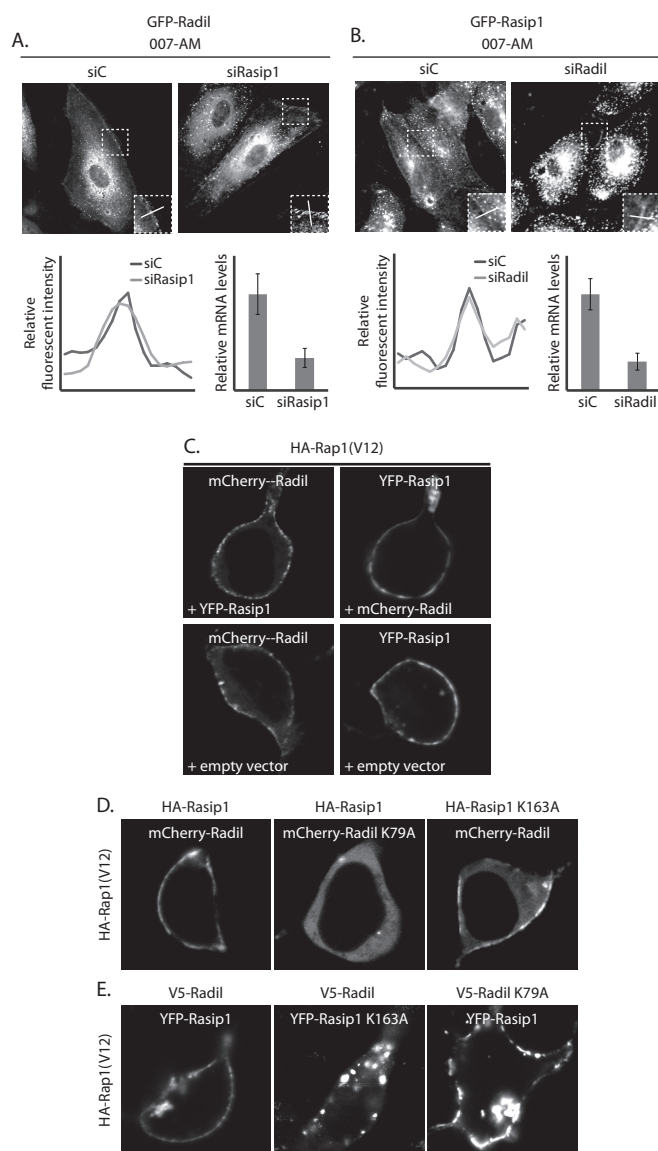 A.
GFP-Radil
007-AM
siC
siRasip1
Relative
fluorescent intensity
siC
siRasip1
Relative mRNA levels
siC siRasip1
B.
GFP-Rasip1
007-AM
siC
siRadil
Relative
fluorescent intensity
siC
siRadil
Relative mRNA levels
siC siRadil
C.
HA-Rap1(V12)
mCherry--Radil
YFP-Rasip1
+ YFP-Rasip1
+ mCherry-Radil
mCherry--Radil
YFP-Rasip1
+ empty vector
+ empty vector
D.
HA-Rasip1
HA-Rasip1
HA-Rasip1 K163A
HA-Rap1(V12)
mCherry-Radil
mCherry-Radil K79A
mCherry-Radil
E.
V5-Radil
V5-Radil
V5-Radil K79A
HA-Rap1(V12)
YFP-Rasip1
YFP-Rasip1 K163A
YFP-Rasip1